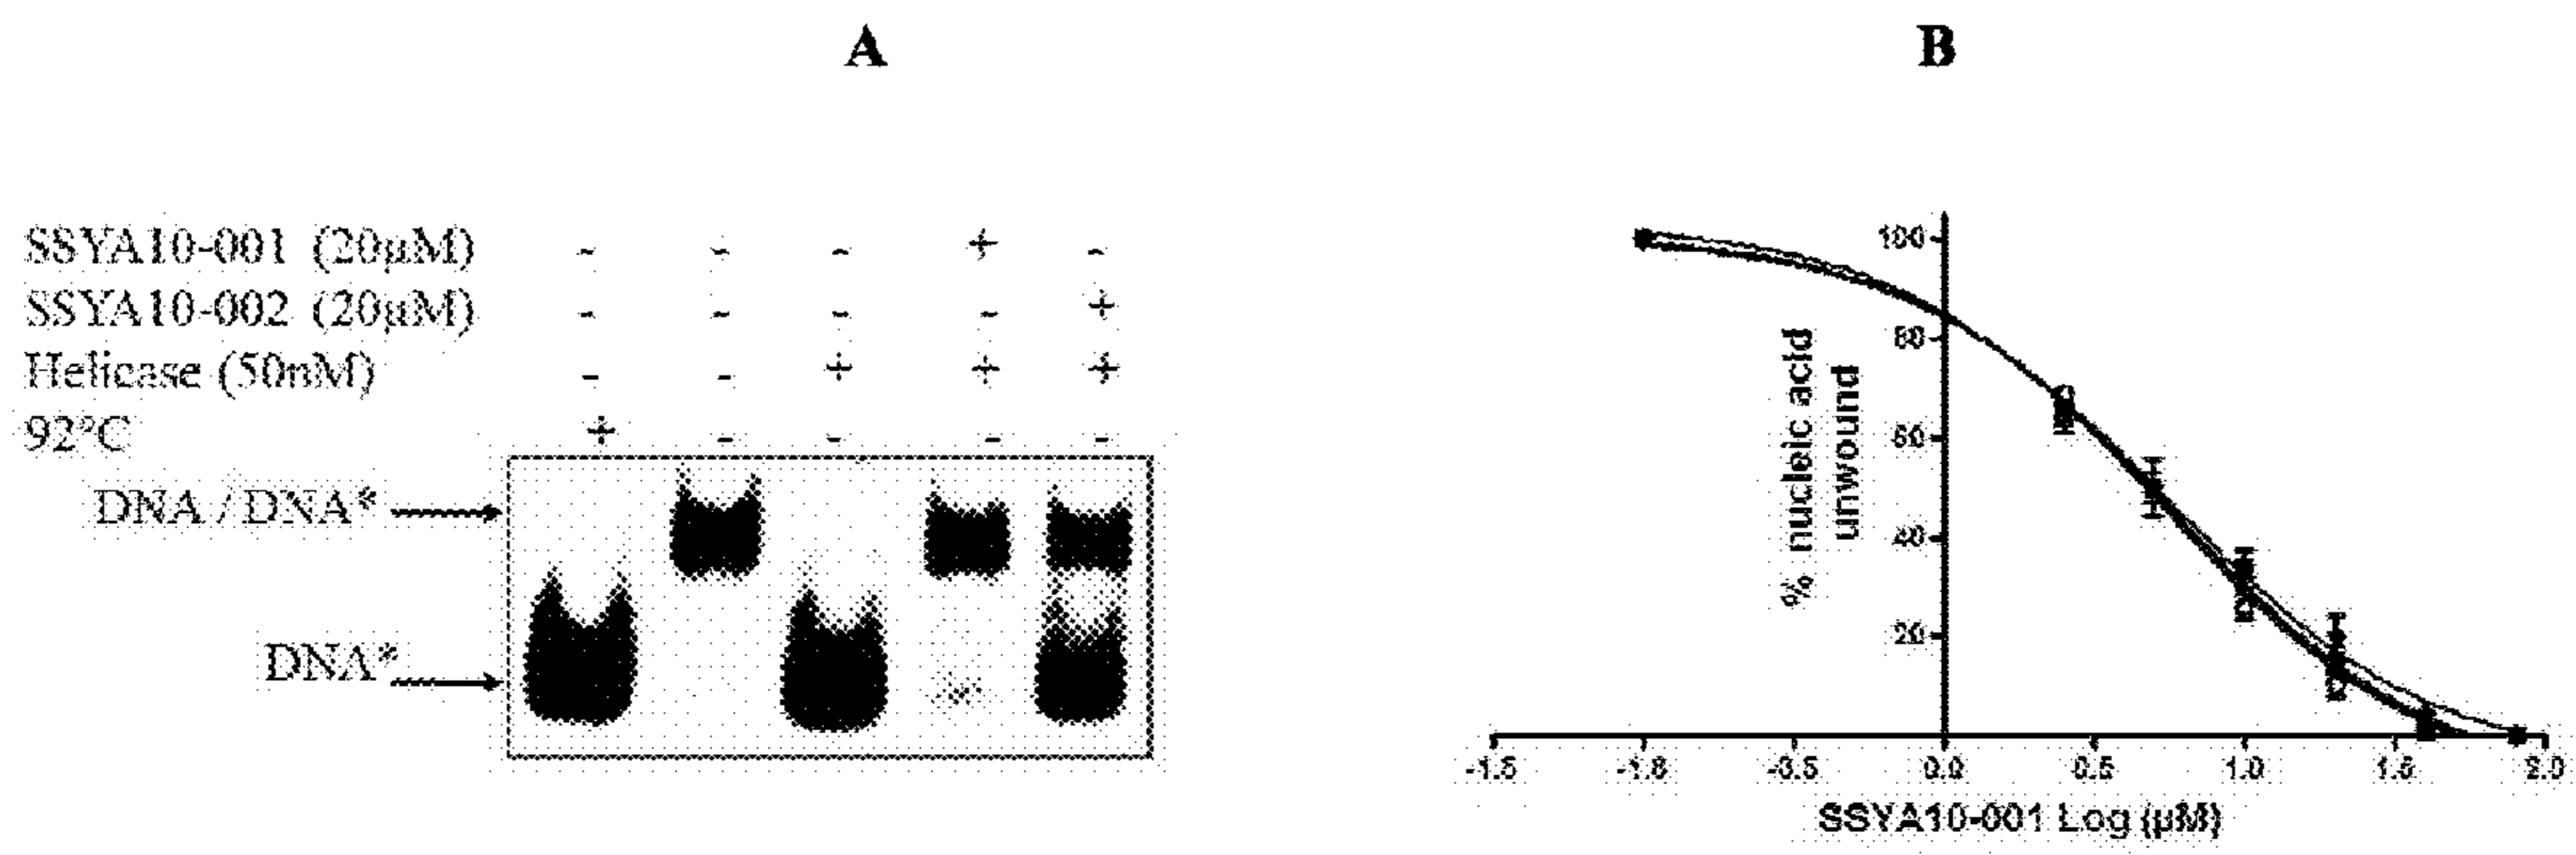 A
B
SSYA10-001 (20µM) - - - + -
SSYA10-002 (20µM) - - - - +
Helicase (50nM) - - + + +
92°C + - - - -
DNA / DNA*
DNA*
% nucleic acid
unwound
100
80
60
40
20
-1.5 -1.0 -0.5 0.0 0.5 1.0 1.5 2.0
SSYA10-001 Log (µM)